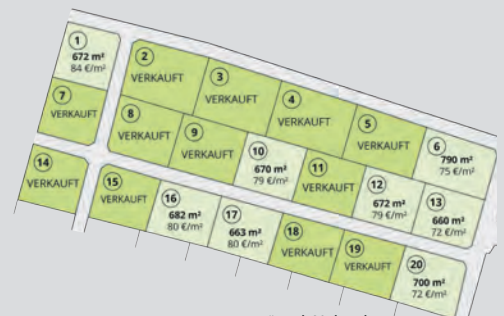 1
672 m²
84 €/m²
2
VERKAUFT
3
VERKAUFT
4
VERKAUFT
5
VERKAUFT
6
790 m²
75 €/m²
7
VERKAUFT
8
VERKAUFT
9
VERKAUFT
10
670 m²
79 €/m²
11
VERKAUFT
12
672 m²
79 €/m²
13
660 m²
72 €/m²
14
VERKAUFT
15
VERKAUFT
16
682 m²
80 €/m²
17
663 m²
80 €/m²
18
VERKAUFT
19
VERKAUFT
20
700 m²
72 €/m²